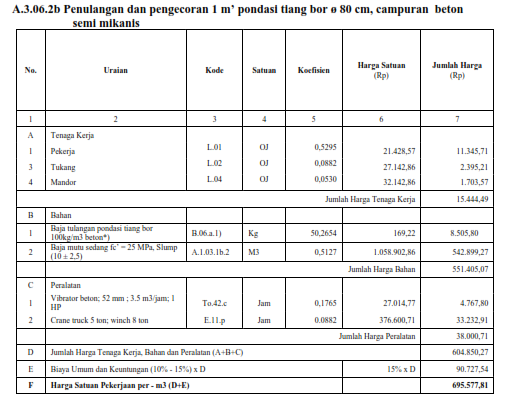 A.3.06.2b Penulangan dan pengecoran 1 m' pondasi tiang bor ø 80 cm, campuran beton
semi mikanis
No. Uraian Kode Satuan Koefisien Harga Satuan (Rp) Jumlah Harga (Rp)
1 2 3 4 5 6 7
A Tenaga Kerja
1 Pekerja L.01 OJ 0,5295 21.428,57 11.345,71
3 Tukang L.02 OJ 0,0882 27.142,86 2.395,21
4 Mandor L.04 OJ 0,0530 32.142,86 1.703,57
Jumlah Harga Tenaga Kerja 15.444,49
B Bahan
1 Baja tulangan pondasi tiang bor 100kg/m3 beton*) B.06.a.1) Kg 50,2654 169,22 8.505,80
2 Baja mutu sedang fc' = 25 MPa, Slump (10 ± 2,5) A.1.03.1b.2 M3 0,5127 1.058.902,86 542.899,27
Jumlah Harga Bahan 551.405,07
C Peralatan
1 Vibrator beton; 52 mm ; 3.5 m3/jam; 1 HP To.42.c Jam 0,1765 27.014,77 4.767,80
2 Crane truck 5 ton; winch 8 ton E.11.p Jam 0.0882 376.600,71 33.232,91
Jumlah Harga Peralatan 38.000,71
D Jumlah Harga Tenaga Kerja, Bahan dan Peralatan (A+B+C) 604.850,27
E Biaya Umum dan Keuntungan (10% - 15%) x D 15% x D 90.727,54
F Harga Satuan Pekerjaan per - m3 (D+E) 695.577,81